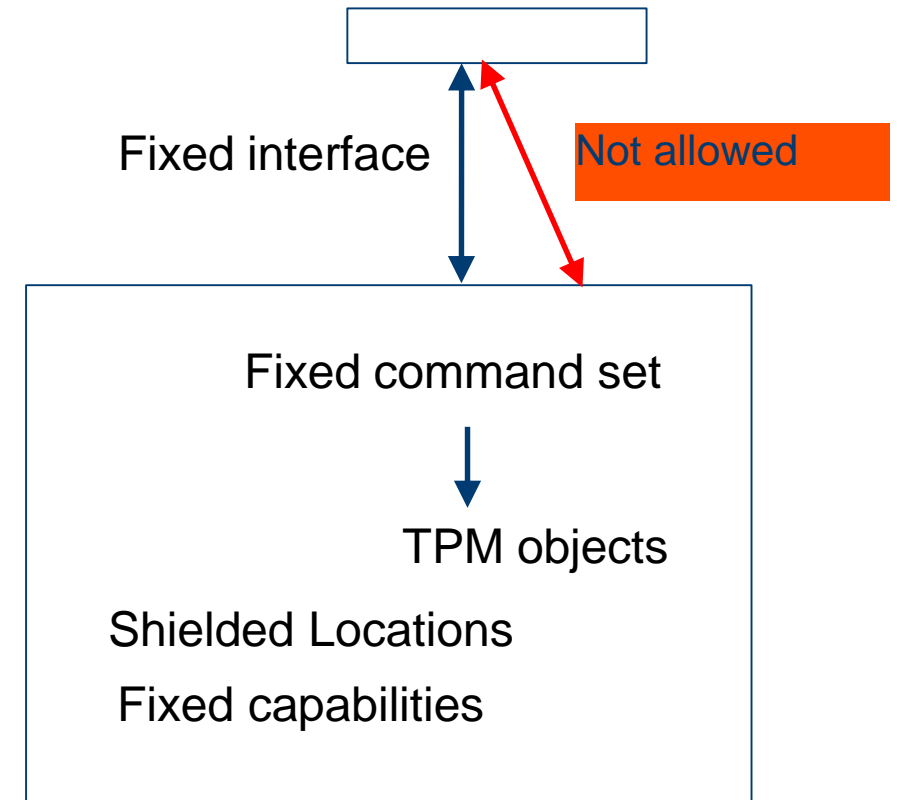 Fixed interface
Not allowed
Fixed command set
TPM objects
Shielded Locations
Fixed capabilities